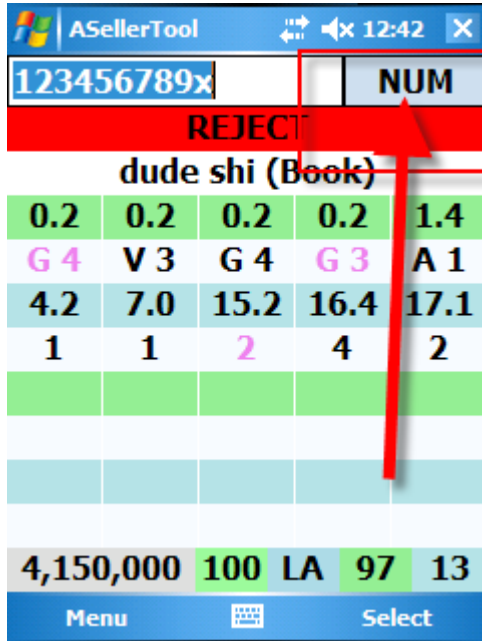 ASellerTool 12:42
123456789x NUM
REJECT
dude shi (Book)
0.2 0.2 0.2 0.2 1.4
G 4 V 3 G 4 G 3 A 1
4.2 7.0 15.2 16.4 17.1
1 1 2 4 2
4,150,000 100 LA 97 13
Menu Select